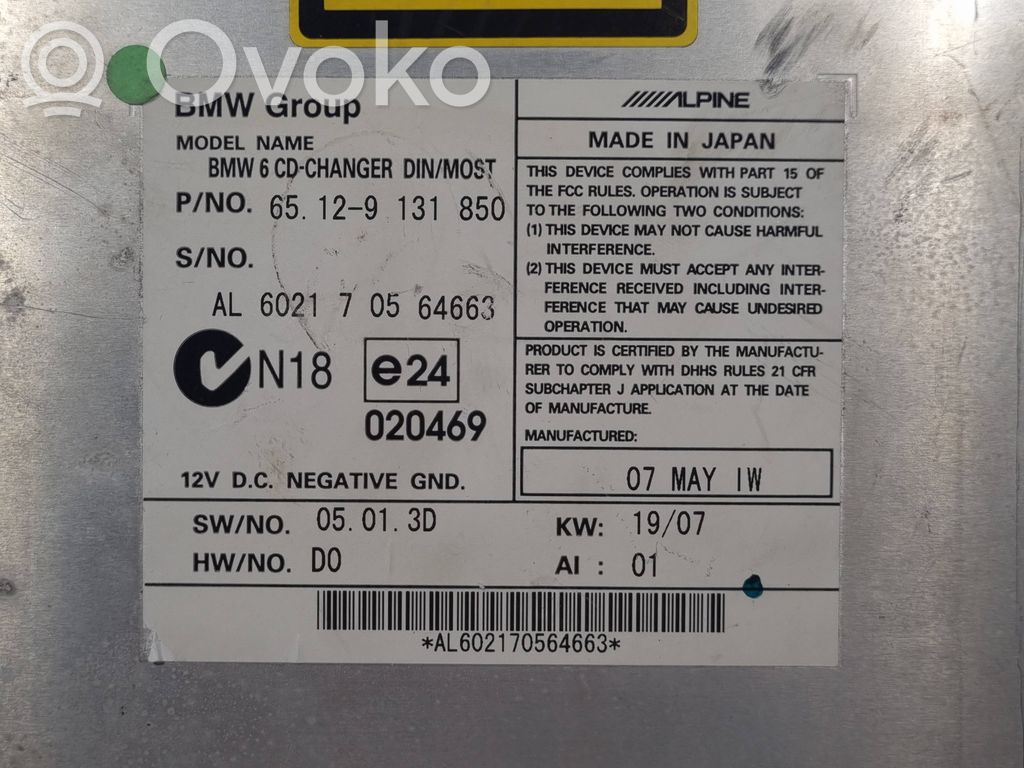 Ovoko
BMW Group
MODEL NAME
BMW 6 CD-CHANGER DIN/MOST
P/NO. 65.12-9 131 850
S/NO.
AL 6021 7 05 64663
N18
e24
020469
12V D.C. NEGATIVE GND.
ALPINE
MADE IN JAPAN
THIS DEVICE COMPLIES WITH PART 15 OF
THE FCC RULES. OPERATION IS SUBJECT
TO THE FOLLOWING TWO CONDITIONS:
(1) THIS DEVICE MAY NOT CAUSE HARMFUL
INTERFERENCE.
(2) THIS DEVICE MUST ACCEPT ANY INTER-
FERENCE RECEIVED INCLUDING INTER-
FERENCE THAT MAY CAUSE UNDESIRED
OPERATION.
PRODUCT IS CERTIFIED BY THE MANUFACTU-
RER TO COMPLY WITH DHHS RULES 21 CFR
SUBCHAPTER J APPLICATION AT THE DATE
OF MANUFACTURE.
MANUFACTURED:
07 MAY IW
SW/NO. 05.01.3D KW: 19/07
HW/NO. D0 AI : 01
*AL602170564663*